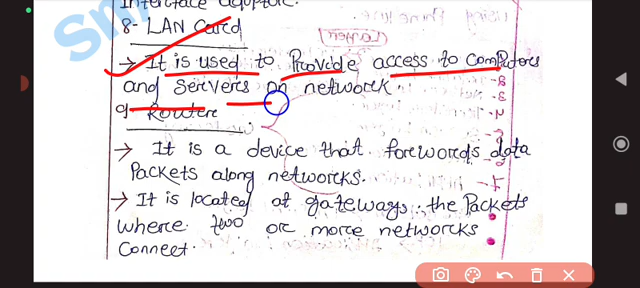 Interface adaptor.
8- LAN Card
→ It is used to Provide access to Computers
and Servers on network
9 Router
→ It is a device that forewords data
Packets along networks.
→ It is located at gateways, the Packets
where two or more networks
Connect.